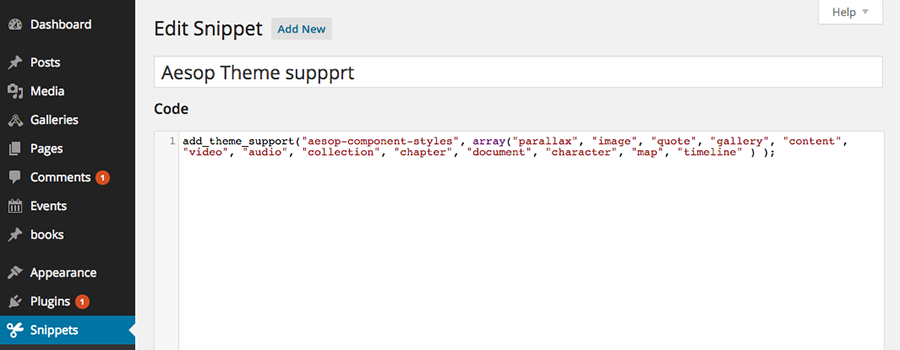 Dashboard
Posts
Media
Galleries
Pages
Comments 1
Events
books
Appearance
Plugins 1
Snippets
Help
Edit Snippet Add New
Aesop Theme suppprt
Code
1 add_theme_support("aesop-component-styles", array("parallax", "image", "quote", "gallery", "content",
"video", "audio", "collection", "chapter", "document", "character", "map", "timeline" ) );